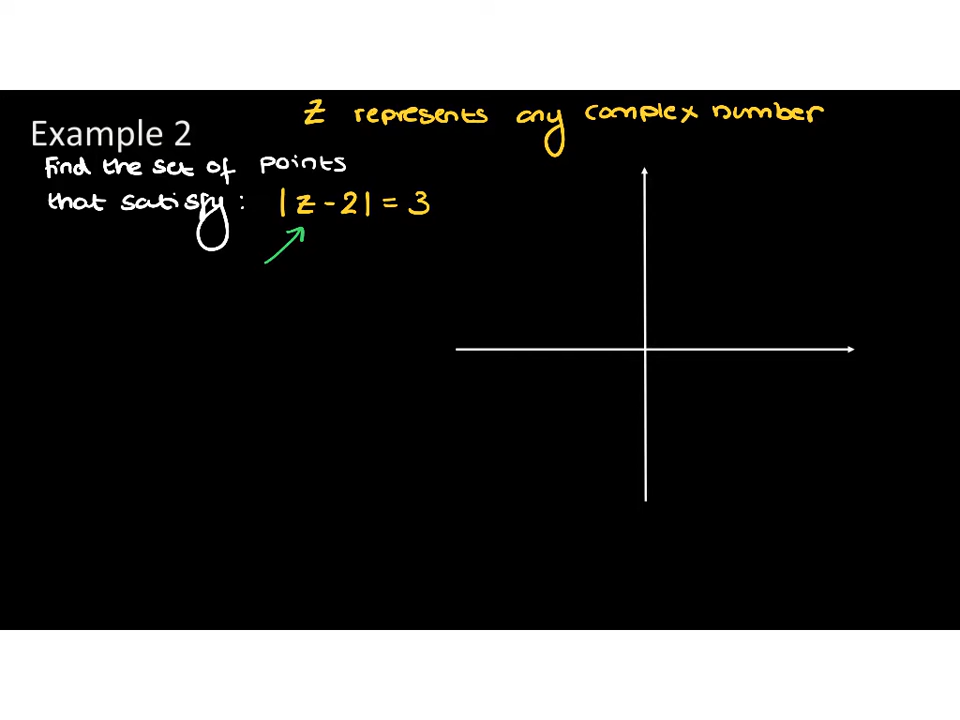 Z represents any complex number
Example 2
Find the set of points
that satisfy: |z - 2| = 3